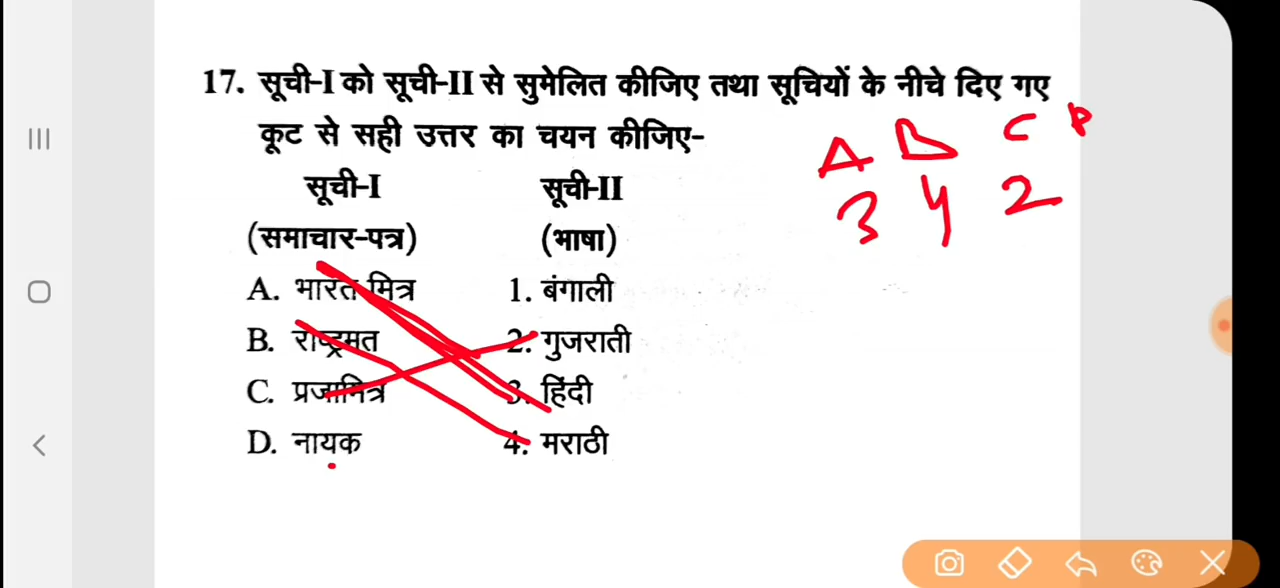 17. सूची-I को सूची-II से सुमेलित कीजिए तथा सूचियों के नीचे दिए गए
कूट से सही उत्तर का चयन कीजिए-
A B C
3 4 2
सूची-I सूची-II
(समाचार-पत्र) (भाषा)
A. भारत मित्र 1. बंगाली
B. राष्ट्रमत 2. गुजराती
C. प्रजामित्र 3. हिंदी
D. नायक 4. मराठी